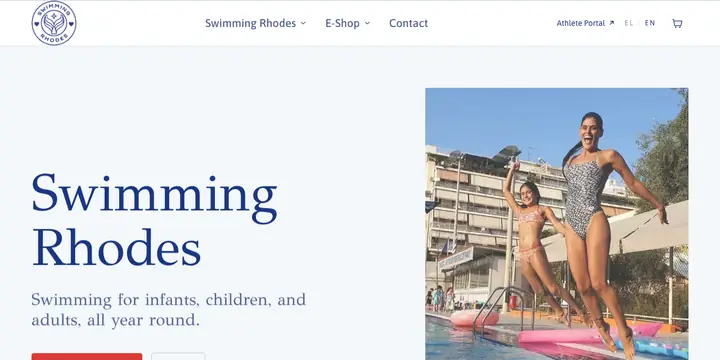 SWIMMING
RHODES
Swimming Rhodes
E-Shop
Contact
Athlete Portal
EL
EN
Swimming
Rhodes
Swimming for infants, children, and
adults, all year round.